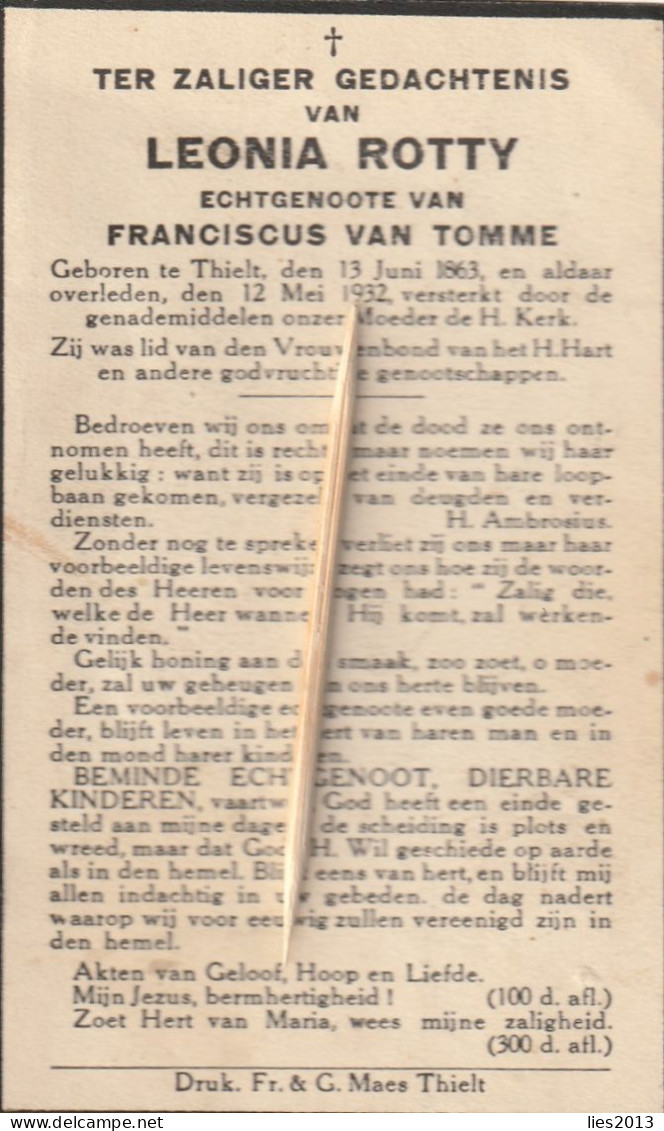 TER ZALIGER GEDACHTENIS
VAN
LEONIA ROTTY
ECHTGENOOTE VAN
FRANCISCUS VAN TOMME
Geboren te Thielt, den 13 Juni 1863, en aldaar
overleden, den 12 Mei 1932, versterkt door de
genademiddelen onzer Moeder de H. Kerk.
Zij was lid van den Vrouwenbond van het H. Hart
en andere godvruchtige genootschappen.
Bedroeven wij ons omdat de dood ze ons ont-
nomen heeft, dit is recht, maar noemen wij haar
gelukkig : want zij is op het einde van hare loop-
baan gekomen, vergezeld van deugden en ver-
diensten. H. Ambrosius.
Zonder nog te spreken verliet zij ons maar haar
voorbeeldige levenswijze zegt ons hoe zij de woor-
den des Heeren voor oogen had: " Zalig die,
welke de Heer wanneer Hij komt, zal wèrken-
de vinden. "
Gelijk honing aan den smaak, zoo zoet, o moe-
der, zal uw geheugen in ons herte blijven.
Een voorbeeldige echtgenoote even goede moe-
der, blijft leven in het hert van haren man en in
den mond harer kinderen.
BEMINDE ECHTGENOOT, DIERBARE
KINDEREN, vaartwel God heeft een einde ge-
steld aan mijne dagen, de scheiding is plots en
wreed, maar dat Gods H. Wil geschiede op aarde
als in den hemel. eens van hert, en blijft mij
allen indachtig in uw gebeden. de dag nadert
waarop wij voor eeuwig zullen vereenigd zijn in
den hemel.
Akten van Geloof, Hoop en Liefde.
Mijn Jezus, bermhertigheid ! (100 d. afl.)
Zoet Hert van Maria, wees mijne zaligheid.
(300 d. afl.)
Druk. Fr. & G. Maes Thielt
lies2013